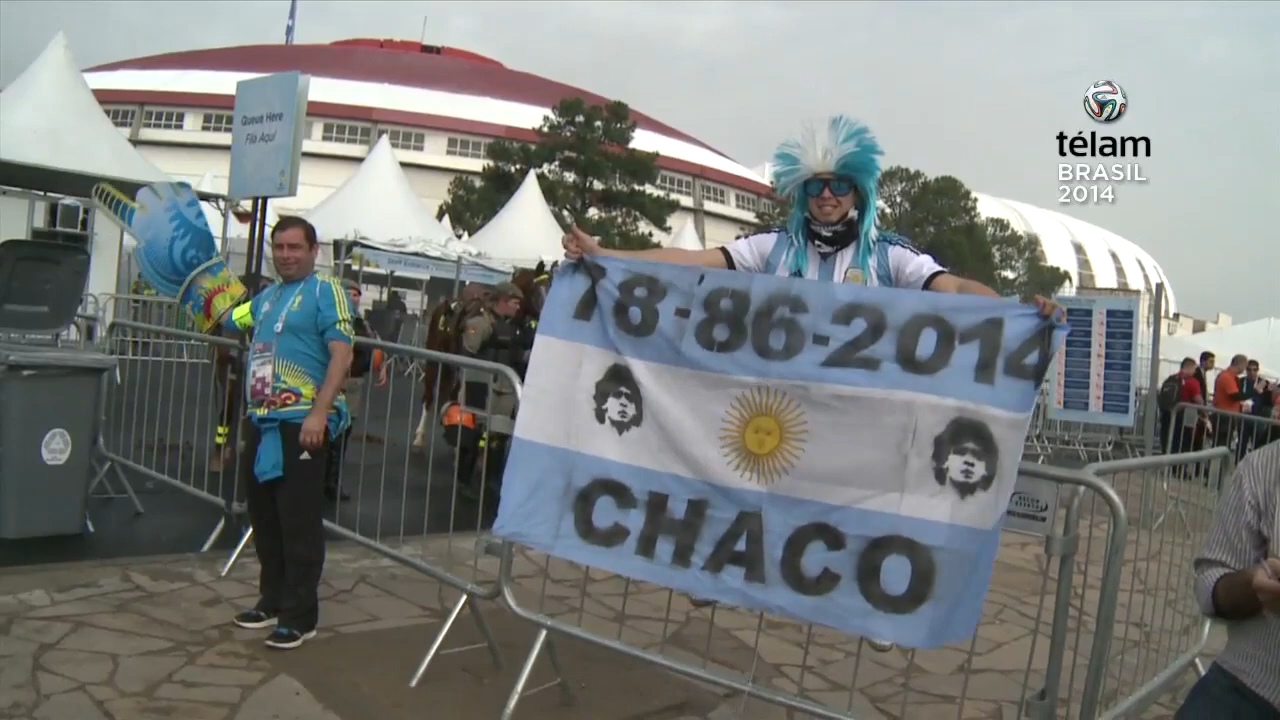 Queue Here
Fila Aqui
télam
BRASIL
2014
78-86-2014
CHACO